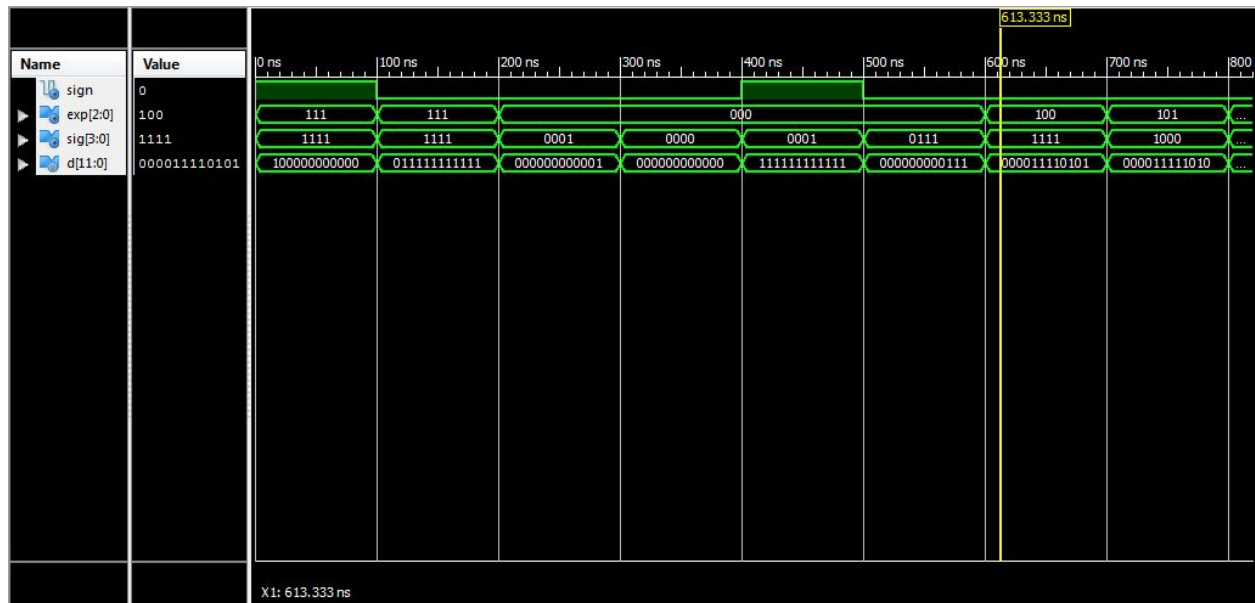 613.333 ns
Name Value 0 ns 100 ns 200 ns 300 ns 400 ns 500 ns 600 ns 700 ns 800
sign 0
exp[2:0] 100 111 111 000 100 101 ...
sig[3:0] 1111 1111 1111 0001 0000 0001 0111 1111 1000 ...
d[11:0] 000011110101 100000000000 011111111111 000000000001 000000000000 111111111111 000000000111 000011110101 000011111010 ...
X1: 613.333 ns